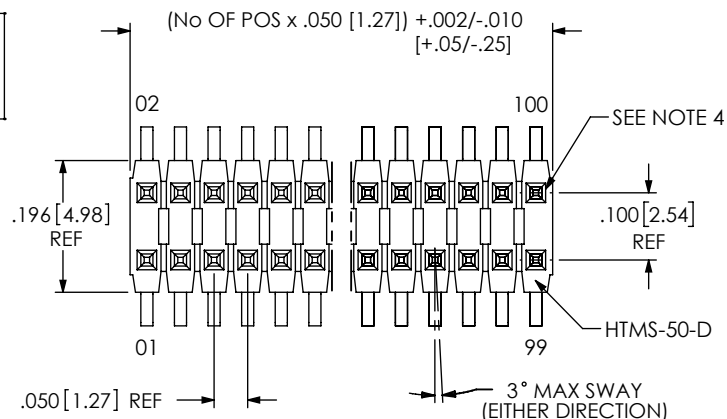 (No OF POS x .050 [1.27]) +.002/-.010
[+.05/-.25]
02
100
SEE NOTE 4
.196 [4.98]
REF
.100 [2.54]
REF
HTMS-50-D
01
99
.050 [1.27] REF
3° MAX SWAY
(EITHER DIRECTION)